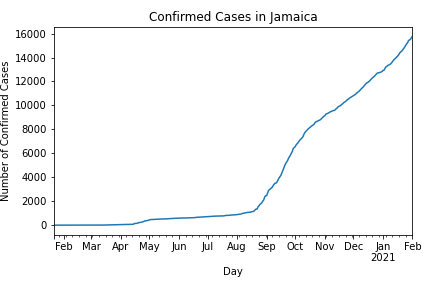 Confirmed Cases in Jamaica
Number of Confirmed Cases
16000
14000
12000
10000
8000
6000
4000
2000
0
Feb Mar Apr May Jun Jul Aug Sep Oct Nov Dec Jan Feb
2021
Day